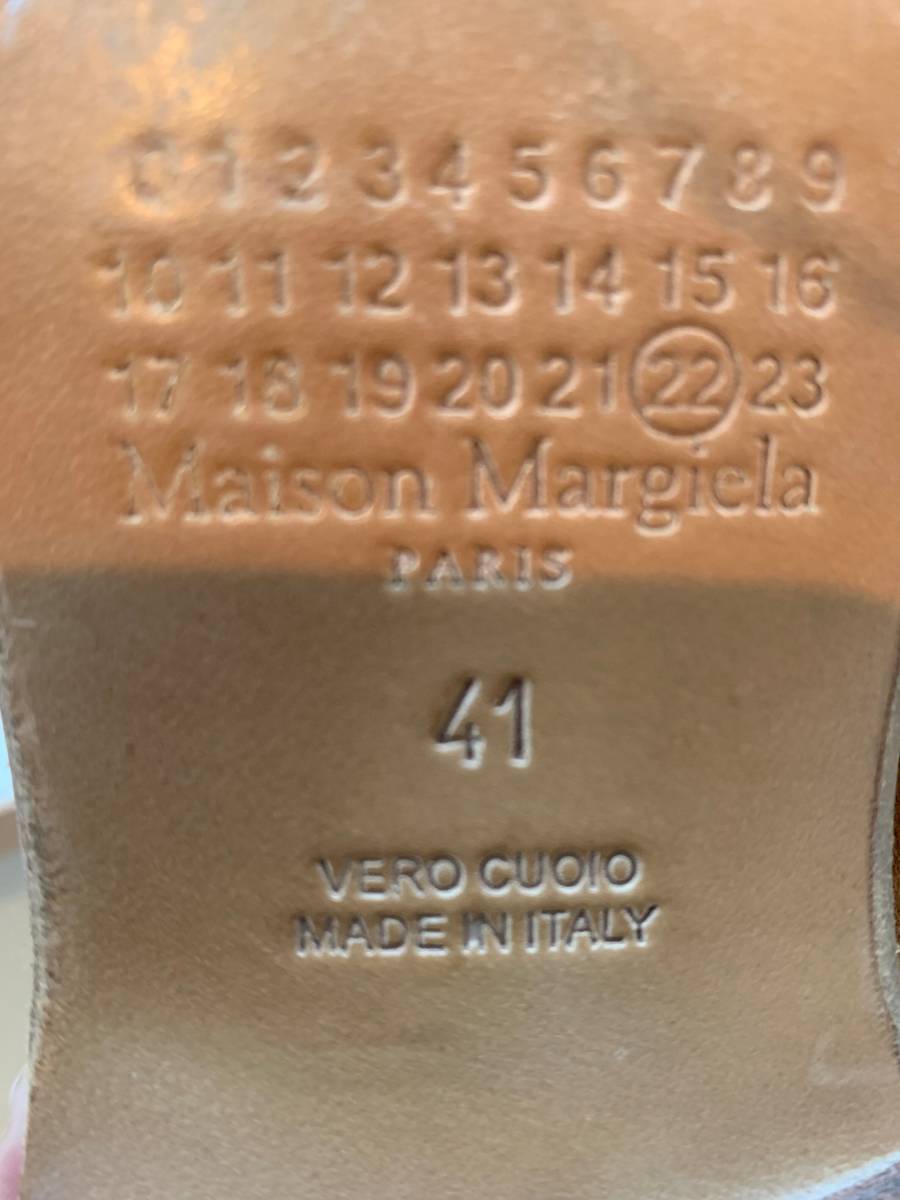 0 1 2 3 4 5 6 7 8 9
10 11 12 13 14 15 16
17 18 19 20 21 22 23
Maison Margiela
PARIS
41
VERO CUOIO
MADE IN ITALY